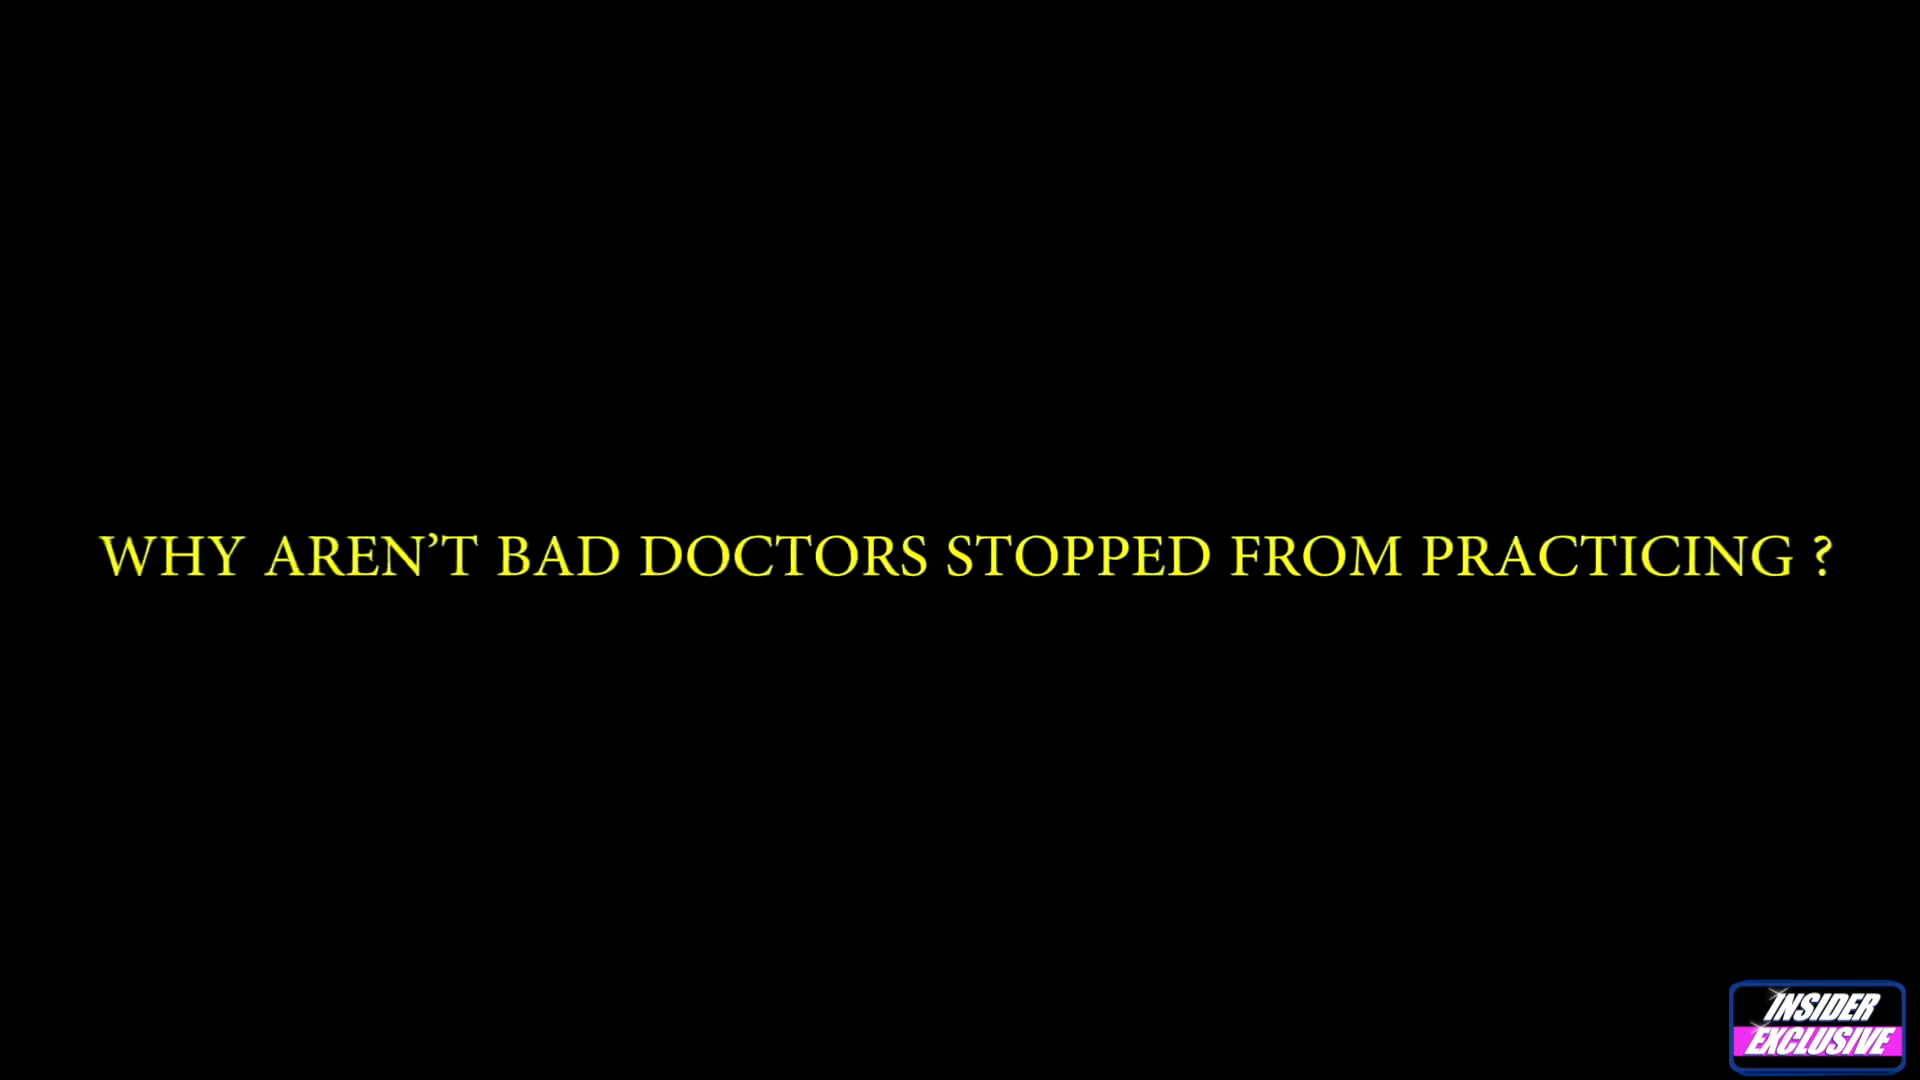 WHY AREN’T BAD DOCTORS STOPPED FROM PRACTICING ?
INSIDER
EXCLUSIVE